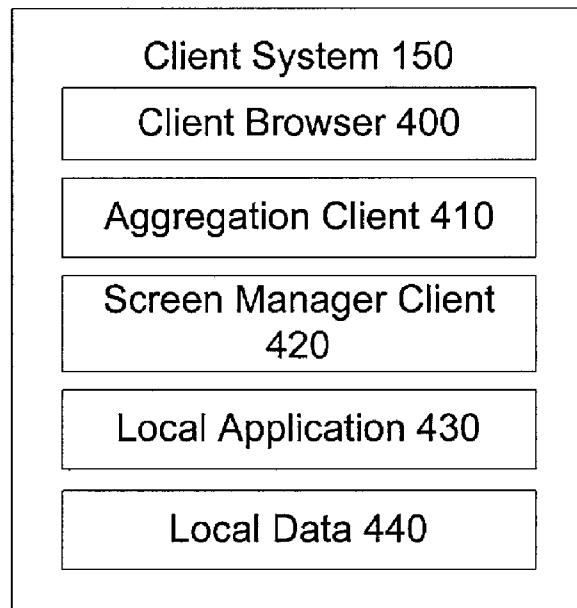 Client System 150
Client Browser 400
Aggregation Client 410
Screen Manager Client
420
Local Application 430
Local Data 440